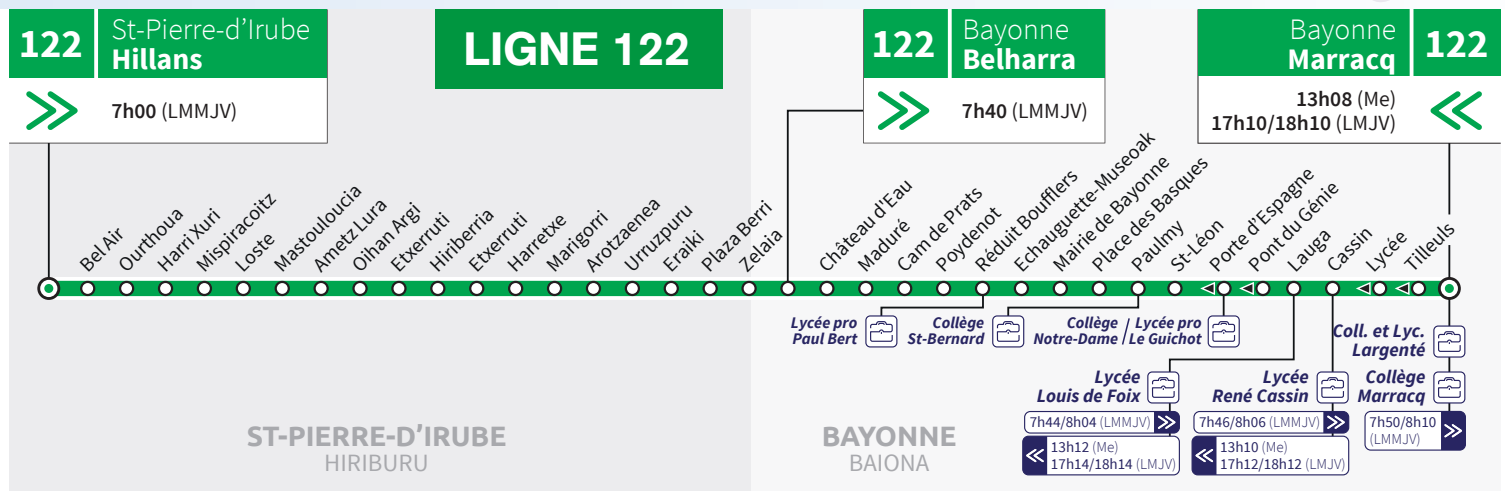 122
St-Pierre-d'Irube
Hillans
7h00 (LMMJV)
LIGNE 122
122
Bayonne
Belharra
7h40 (LMMJV)
Bayonne
Marracq
122
13h08 (Me)
17h10/18h10 (LMJV)
Bel Air
Ourthoua
Harri Xuri
Mispiracoitz
Loste
Mastouloucia
Ametz Lura
Olhan Argi
Etxerruti
Hiriberria
Etxerruti
Harretxe
Marigorri
Arotzaenea
Urruzpuru
Eraiki
Plaza Berri
Zelaia
Château d'Eau
Maduré
Cam de Prats
Poydenot
Réduit Boufflers
Echauguette-Museoak
Mairie de Bayonne
Place des Basques
Paulmy
St-Léon
Porte d'Espagne
Pont du Génie
Lauga
Cassin
Lycée
Tilleuls
Lycée pro
Paul Bert
Collège
St-Bernard
Collège / Lycée pro
Notre-Dame / Le Guichot
Coll. et Lyc.
Largenté
Lycée
Louis de Foix
7h44/8h04 (LMMJV)
13h12 (Me)
17h14/18h14 (LMJV)
Lycée
René Cassin
7h46/8h06 (LMMJV)
13h10 (Me)
17h12/18h12 (LMJV)
Collège
Marracq
7h50/8h10
(LMMJV)
ST-PIERRE-D'IRUBE
HIRIBURU
BAYONNE
BAIONA